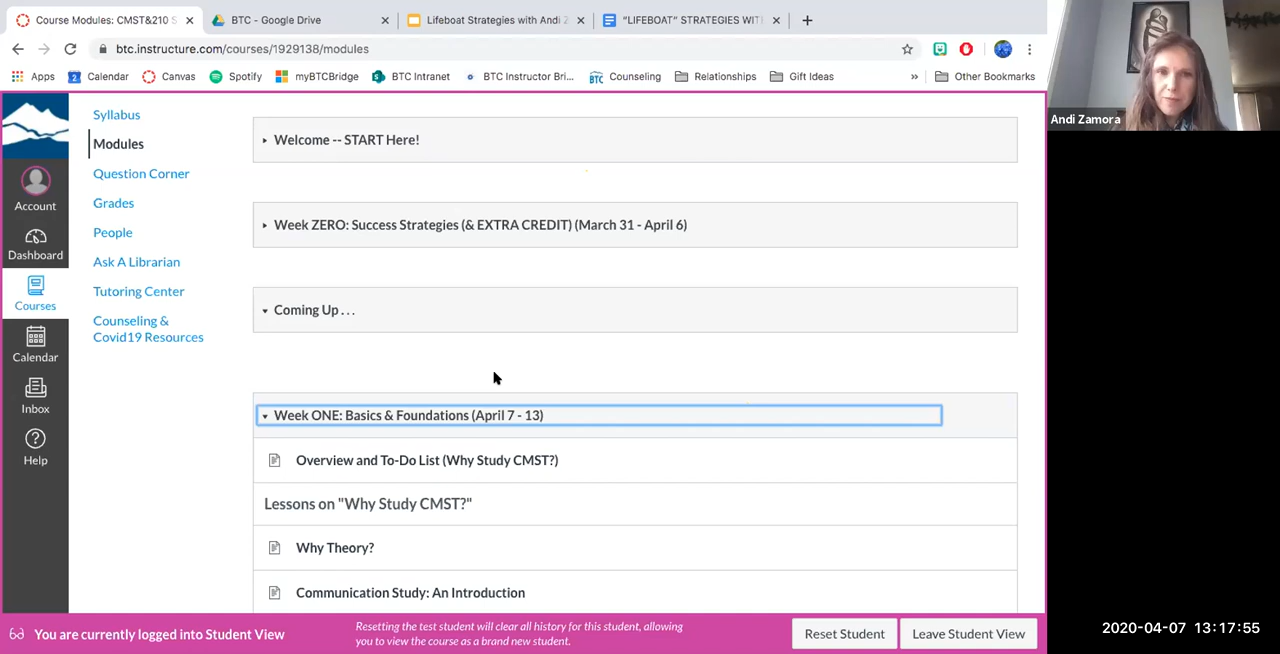 Course Modules: CMST&210 S
BTC - Google Drive
Lifeboat Strategies with Andi Z
"LIFEBOAT" STRATEGIES WIT
btc.instructure.com/courses/1929138/modules
Apps
Calendar
Canvas
Spotify
myBTCBridge
BTC Intranet
BTC Instructor Bri...
BTC
Counseling
Relationships
Gift Ideas
»
Other Bookmarks
Andi Zamora
Account
Dashboard
Courses
Calendar
Inbox
Help
Syllabus
Modules
Question Corner
Grades
People
Ask A Librarian
Tutoring Center
Counseling &
Covid19 Resources
Welcome -- START Here!
Week ZERO: Success Strategies (& EXTRA CREDIT) (March 31 - April 6)
Coming Up . . .
Week ONE: Basics & Foundations (April 7 - 13)
Overview and To-Do List (Why Study CMST?)
Lessons on "Why Study CMST?"
Why Theory?
Communication Study: An Introduction
You are currently logged into Student View
Resetting the test student will clear all history for this student, allowing
you to view the course as a brand new student.
Reset Student
Leave Student View
2020-04-07 13:17:55